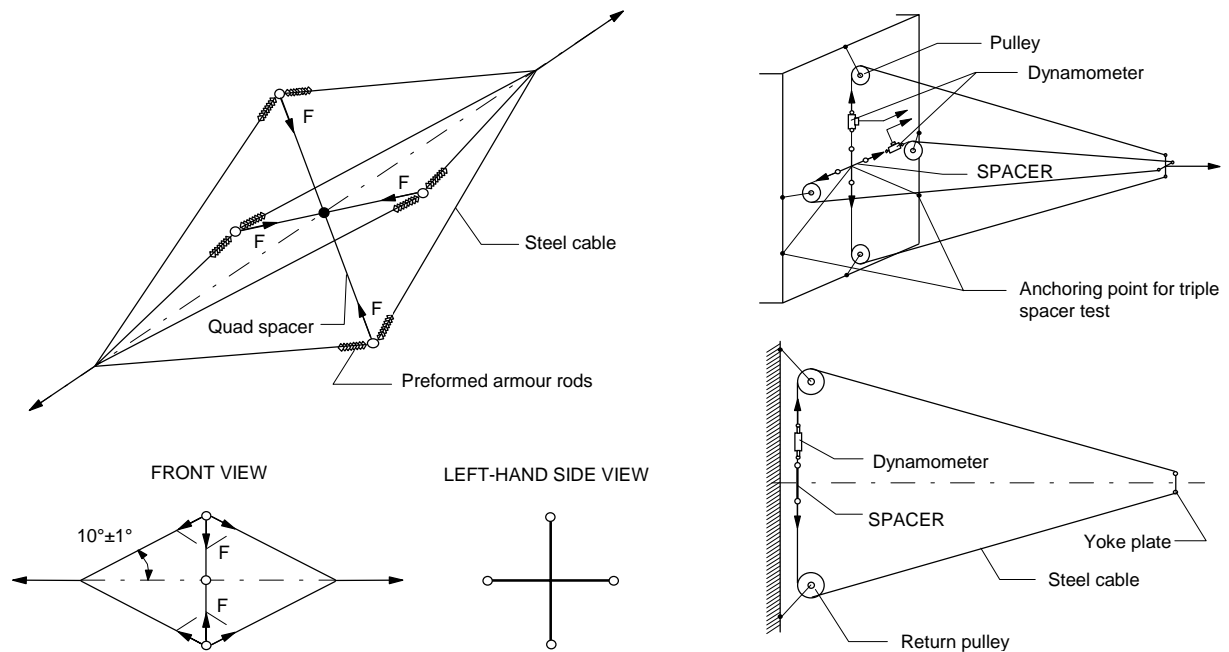 F
F
F
F
Steel cable
Quad spacer
Preformed armour rods
FRONT VIEW
10°±1°
F
F
LEFT-HAND SIDE VIEW
Pulley
Dynamometer
SPACER
Anchoring point for triple
spacer test
Dynamometer
SPACER
Yoke plate
Steel cable
Return pulley